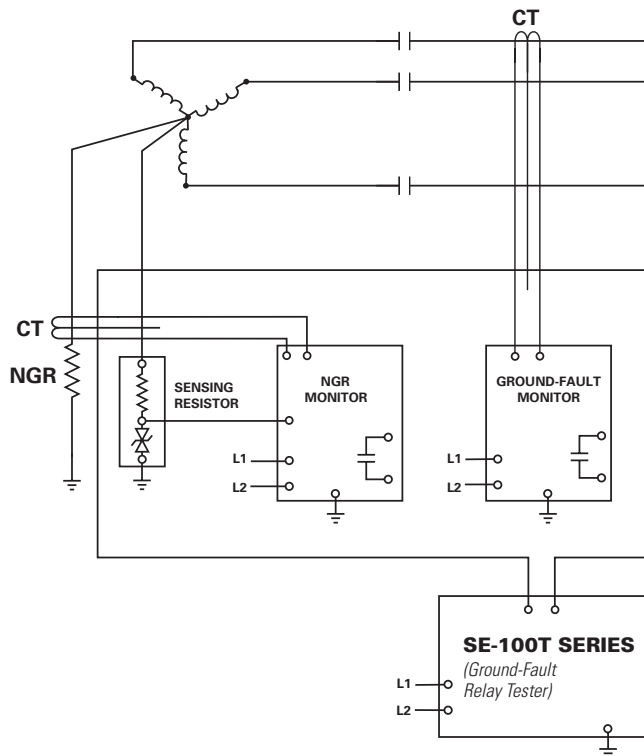 CT
CT
NGR
SENSING
RESISTOR
NGR
MONITOR
L1
L2
GROUND-FAULT
MONITOR
L1
L2
SE-100T SERIES
(Ground-Fault
Relay Tester)
L1
L2